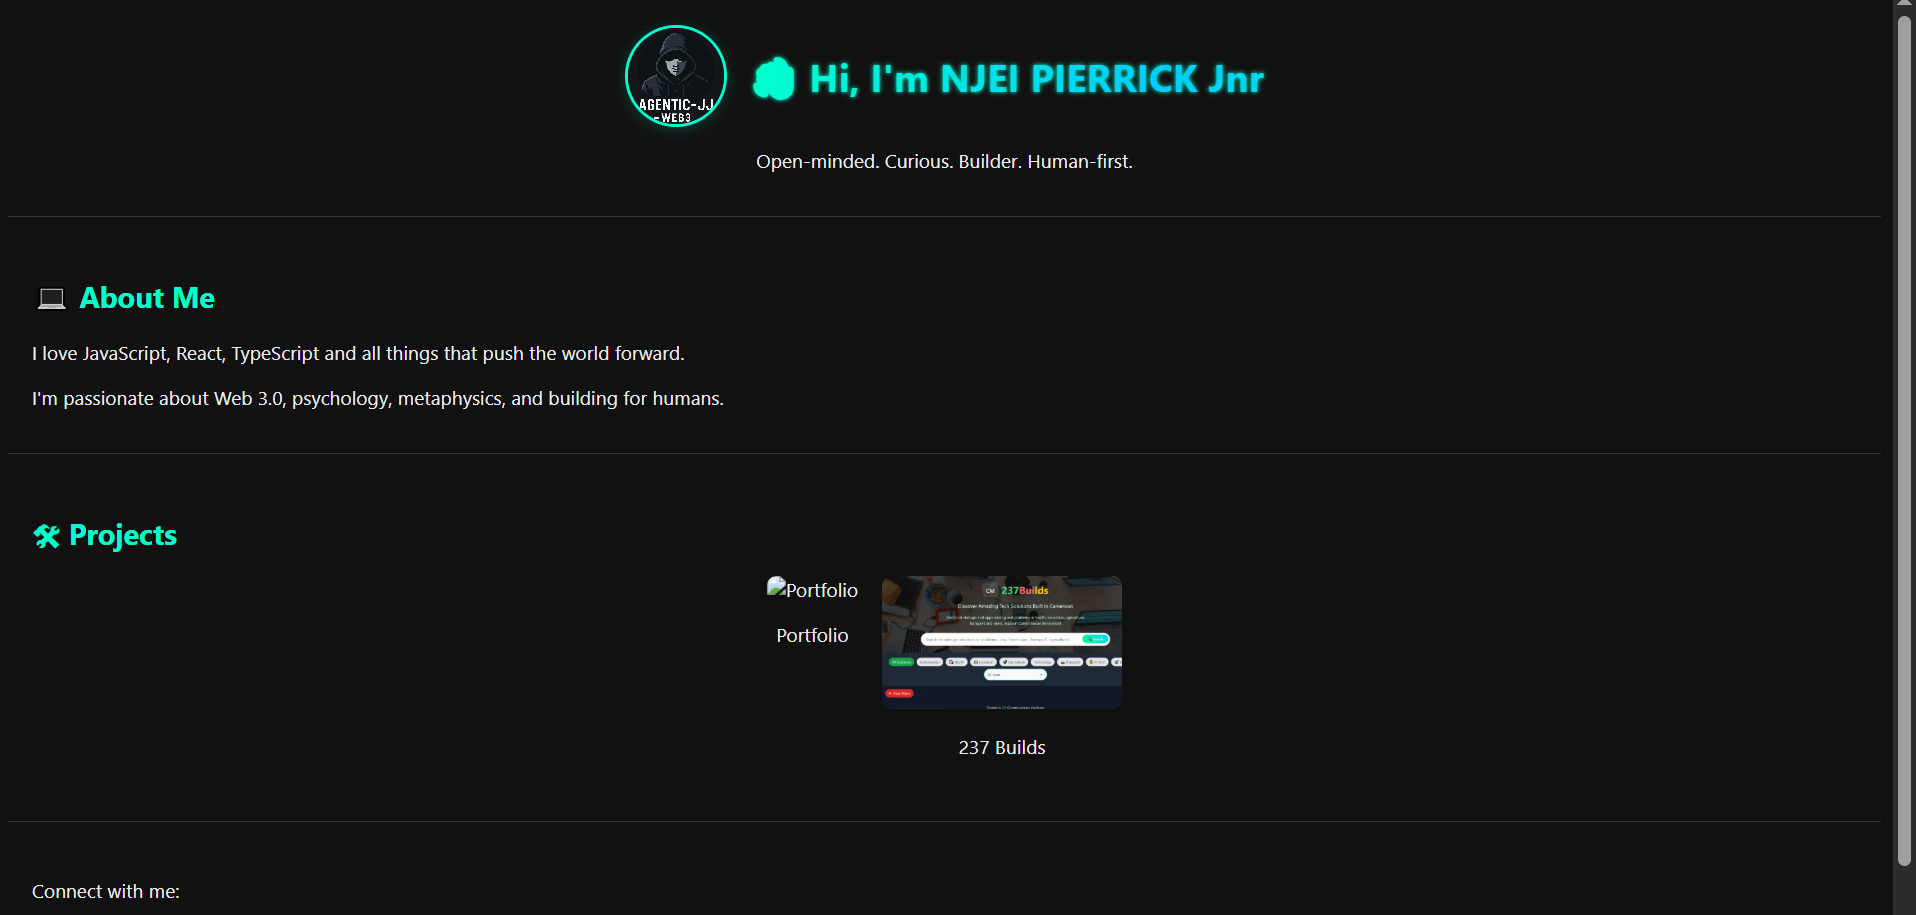 AGENTIC-JJ
-WEB3
Hi, I'm NJEI PIERRICK Jnr
Open-minded. Curious. Builder. Human-first.
About Me
I love JavaScript, React, TypeScript and all things that push the world forward.
I'm passionate about Web 3.0, psychology, metaphysics, and building for humans.
Projects
Portfolio
Portfolio
CM 237Builds
Discover Amazing Tech Solutions Built in Cameroon
237 Builds
Connect with me: